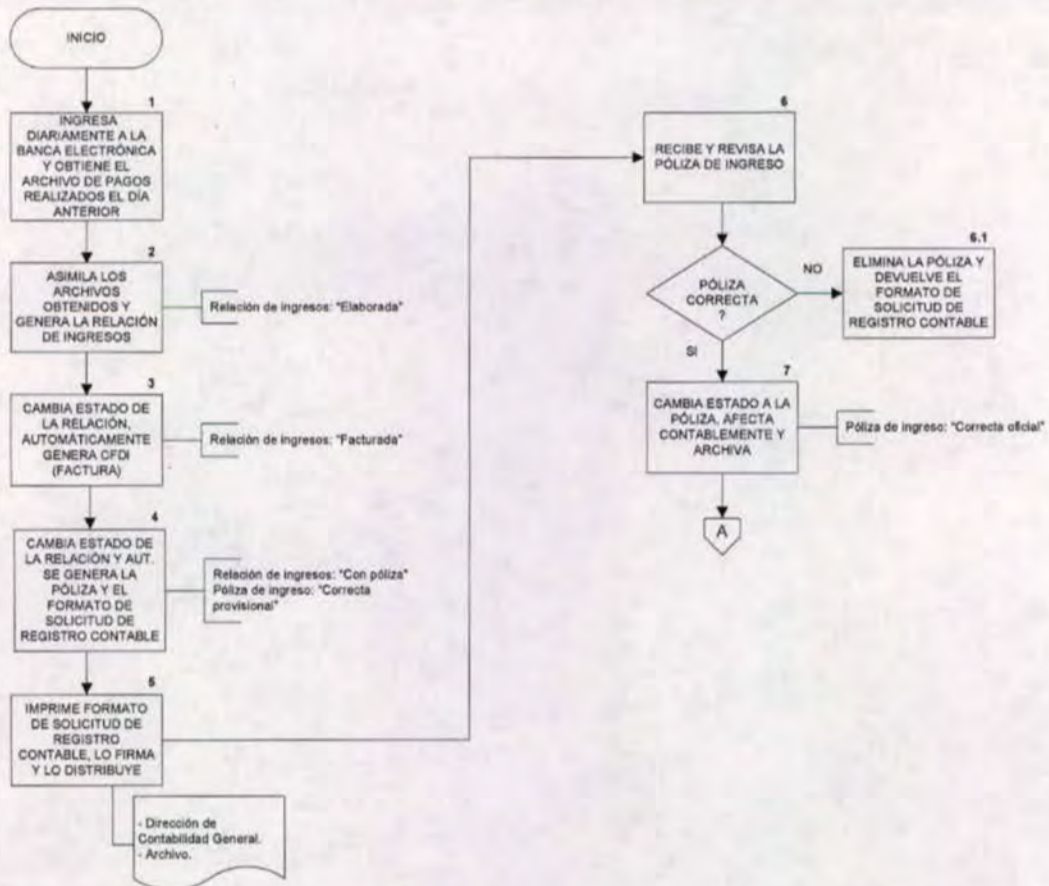 INICIO
1
INGRESA
DIARIAMENTE A LA
BANCA ELECTRÓNICA
Y OBTIENE EL
ARCHIVO DE PAGOS
REALIZADOS EL DÍA
ANTERIOR
2
ASIMILA LOS
ARCHIVOS
OBTENIDOS Y
GENERA LA RELACIÓN
DE INGRESOS
Relación de ingresos: "Elaborada"
3
CAMBIA ESTADO DE
LA RELACIÓN,
AUTOMÁTICAMENTE
GENERA CFDI
(FACTURA)
Relación de ingresos: "Facturada"
4
CAMBIA ESTADO DE
LA RELACIÓN Y AUT.
SE GENERA LA
PÓLIZA Y EL
FORMATO DE
SOLICITUD DE
REGISTRO CONTABLE
Relación de ingresos: "Con póliza"
Póliza de ingreso: "Correcta
provisional"
5
IMPRIME FORMATO
DE SOLICITUD DE
REGISTRO
CONTABLE, LO FIRMA
Y LO DISTRIBUYE
- Dirección de
Contabilidad General.
- Archivo.
6
RECIBE Y REVISA LA
PÓLIZA DE INGRESO
PÓLIZA
CORRECTA
?
NO
6.1
ELIMINA LA PÓLIZA Y
DEVUELVE EL
FORMATO DE
SOLICITUD DE
REGISTRO CONTABLE
SI
7
CAMBIA ESTADO A LA
PÓLIZA, AFECTA
CONTABLEMENTE Y
ARCHIVA
Póliza de ingreso: "Correcta oficial"
A